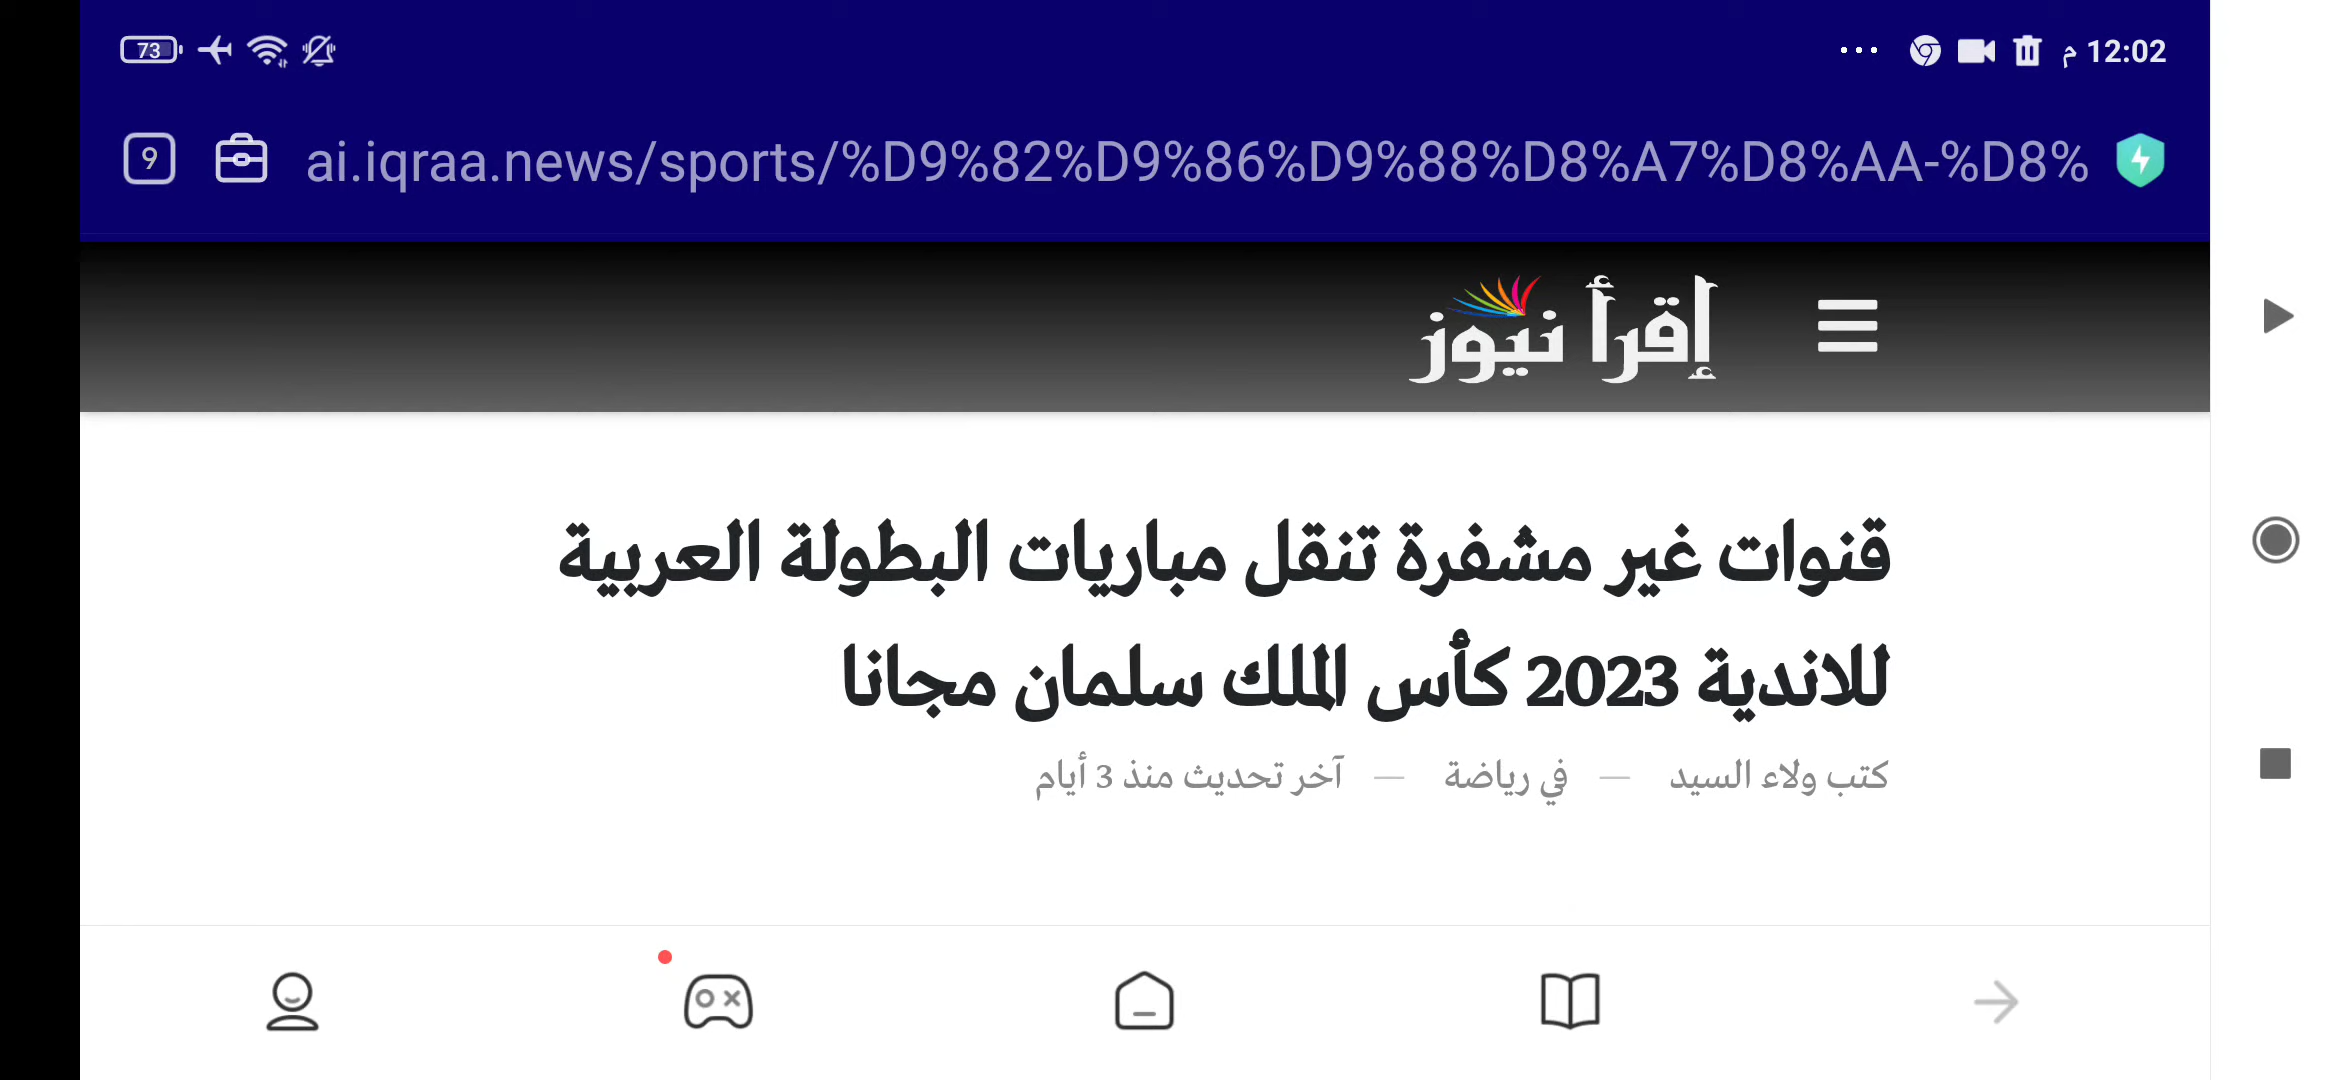 73
م 12:02
9
ai.iqraa.news/sports/%D9%82%D9%86%D9%88%D8%A7%D8%AA-%D8%
إقرأ نيوز
قنوات غير مشفرة تنقل مباريات البطولة العربية
للاندية 2023 كأس الملك سلمان مجانا
كتب ولاء السيد — في رياضة — آخر تحديث منذ 3 أيام